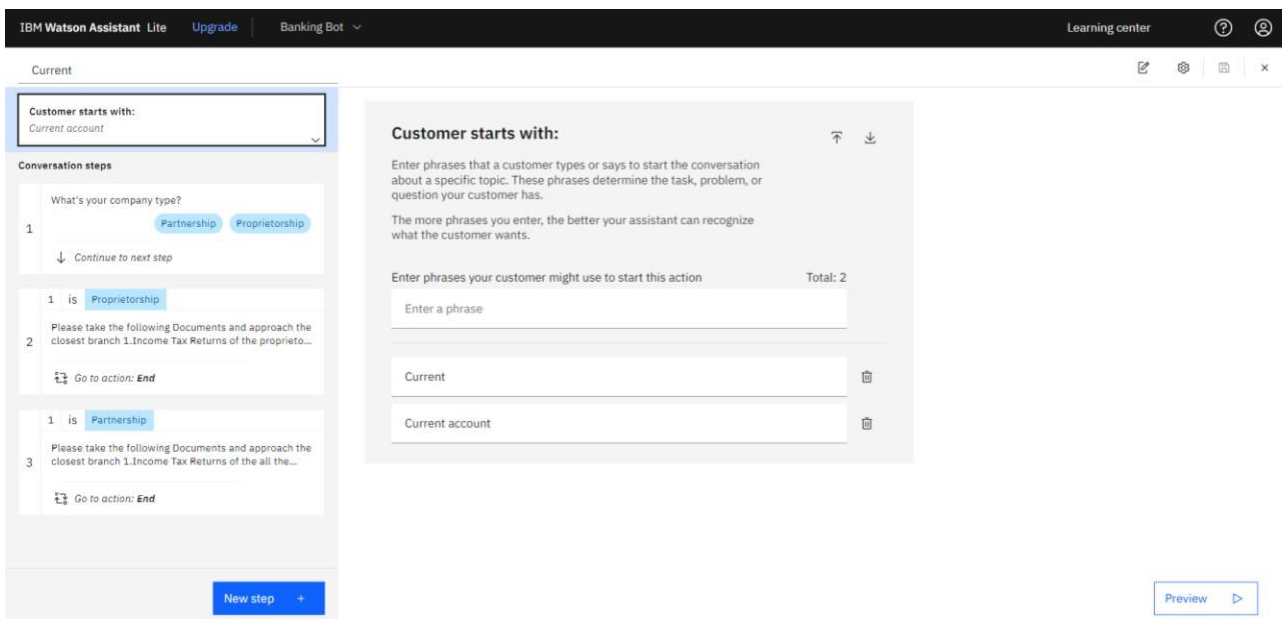 IBM Watson Assistant Lite Upgrade Banking Bot Learning center
Current
Customer starts with:
Current account
Conversation steps
1
What's your company type?
Partnership Proprietorship
Continue to next step
2
1 is Proprietorship
Please take the following Documents and approach the
closest branch 1.Income Tax Returns of the proprieto...
Go to action: End
3
1 is Partnership
Please take the following Documents and approach the
closest branch 1.Income Tax Returns of the all the...
Go to action: End
New step +
Customer starts with:
Enter phrases that a customer types or says to start the conversation
about a specific topic. These phrases determine the task, problem, or
question your customer has.
The more phrases you enter, the better your assistant can recognize
what the customer wants.
Enter phrases your customer might use to start this action Total: 2
Enter a phrase
Current
Current account
Preview